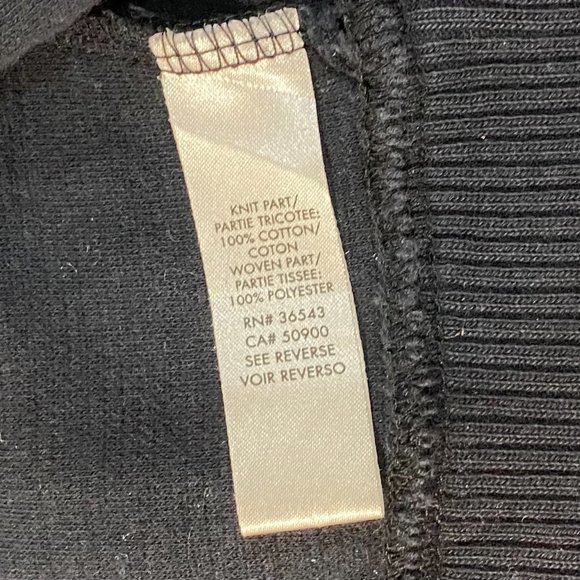 KNIT PART/
PARTIE TRICOTEE:
100% COTTON/
COTON
WOVEN PART/
PARTIE TISSEE:
100% POLYESTER
RN# 36543
CA# 50900
SEE REVERSE
VOIR REVERSO